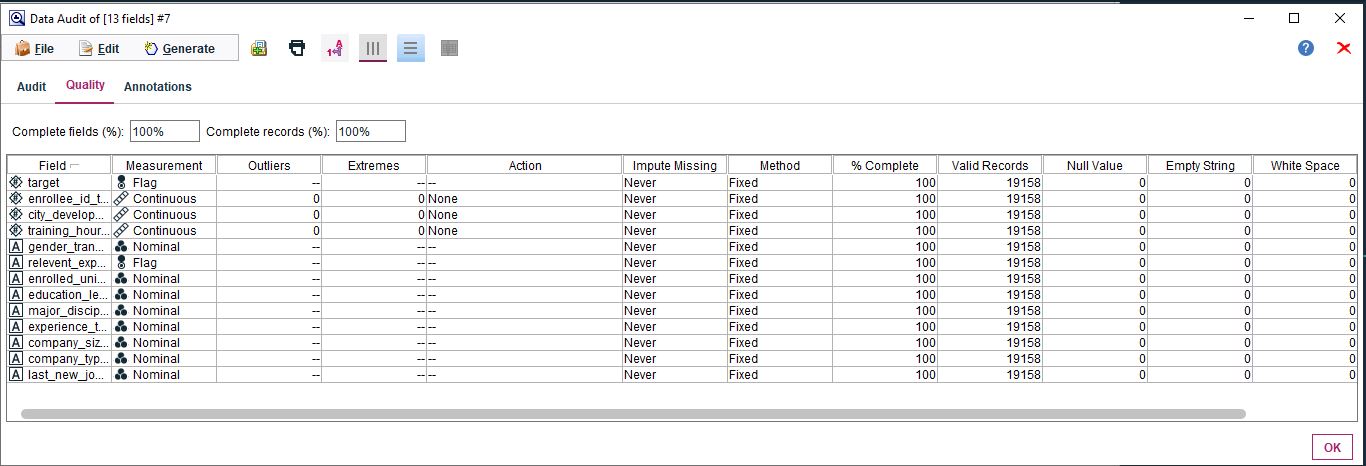 Data Audit of [13 fields] #7
File Edit Generate
Audit Quality Annotations
Complete fields (%): 100% Complete records (%): 100%
Field Measurement Outliers Extremes Action Impute Missing Method % Complete Valid Records Null Value Empty String White Space
target Flag -- -- -- Never Fixed 100 19158 0 0 0
enrollee_id_t... Continuous 0 0 None Never Fixed 100 19158 0 0 0
city_develop... Continuous 0 0 None Never Fixed 100 19158 0 0 0
training_hour... Continuous 0 0 None Never Fixed 100 19158 0 0 0
A gender_tran... Nominal -- -- -- Never Fixed 100 19158 0 0 0
A relevent_exp... Flag -- -- -- Never Fixed 100 19158 0 0 0
A enrolled_uni... Nominal -- -- -- Never Fixed 100 19158 0 0 0
A education_le... Nominal -- -- -- Never Fixed 100 19158 0 0 0
A major_discip... Nominal -- -- -- Never Fixed 100 19158 0 0 0
A experience_t... Nominal -- -- -- Never Fixed 100 19158 0 0 0
A company_siz... Nominal -- -- -- Never Fixed 100 19158 0 0 0
A company_typ... Nominal -- -- -- Never Fixed 100 19158 0 0 0
A last_new_jo... Nominal -- -- -- Never Fixed 100 19158 0 0 0
OK